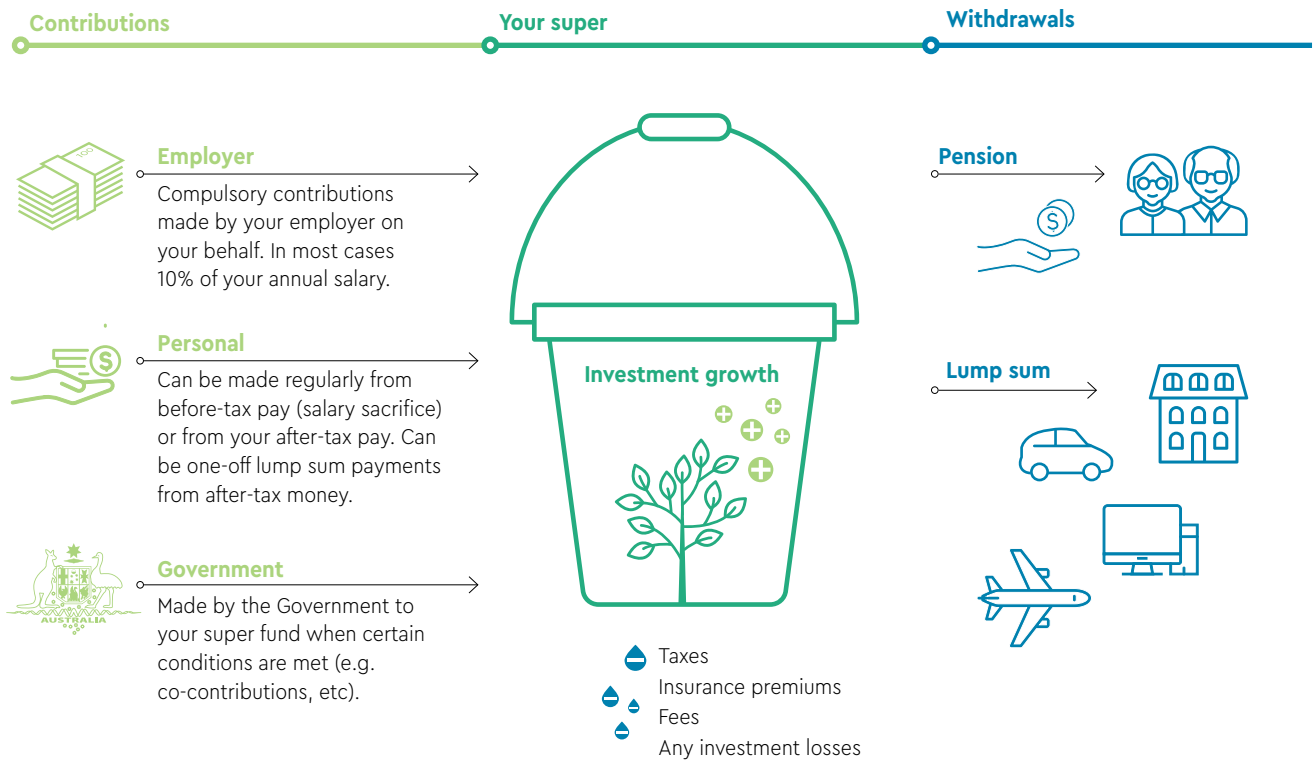 Contributions
Your super
Withdrawals
Employer
Compulsory contributions
made by your employer on
your behalf. In most cases
10% of your annual salary.
Personal
Can be made regularly from
before-tax pay (salary sacrifice)
or from your after-tax pay. Can
be one-off lump sum payments
from after-tax money.
Government
Made by the Government to
your super fund when certain
conditions are met (e.g.
co-contributions, etc).
100
$
AUSTRALIA
Investment growth
Taxes
Insurance premiums
Fees
Any investment losses
Pension
$
Lump sum